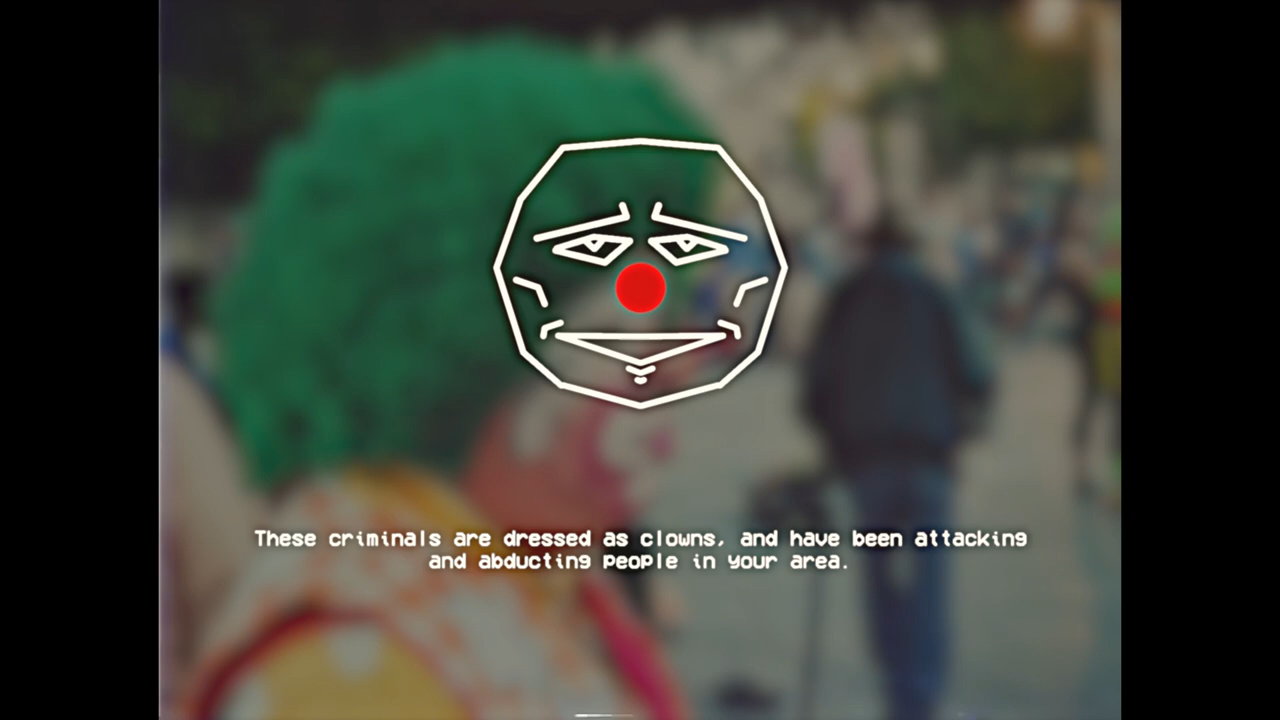 These criminals are dressed as clowns, and have been attacking
and abducting people in your area.